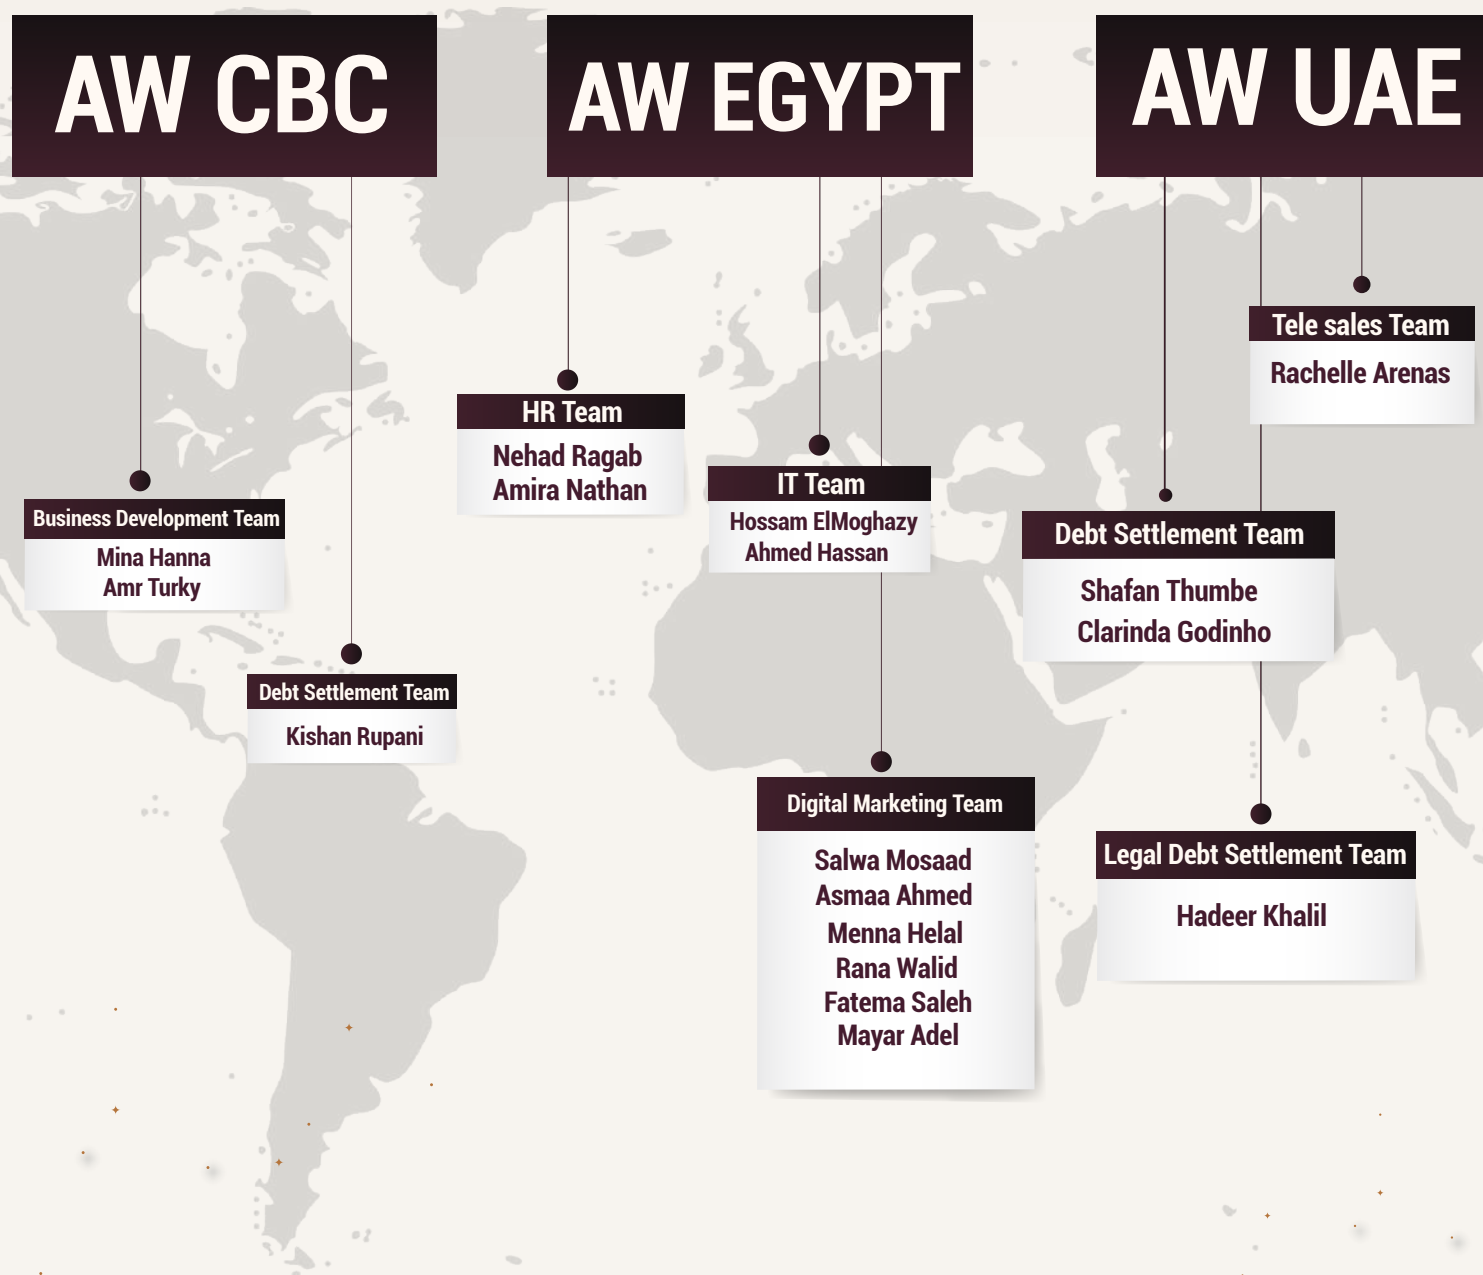 AW CBC
Business Development Team
Mina Hanna
Amr Turky
Debt Settlement Team
Kishan Rupani
AW EGYPT
HR Team
Nehad Ragab
Amira Nathan
IT Team
Hossam ElMoghazy
Ahmed Hassan
Digital Marketing Team
Salwa Mosaad
Asmaa Ahmed
Menna Helal
Rana Walid
Fatema Saleh
Mayar Adel
AW UAE
Tele sales Team
Rachelle Arenas
Debt Settlement Team
Shafan Thumbe
Clarinda Godinho
Legal Debt Settlement Team
Hadeer Khalil